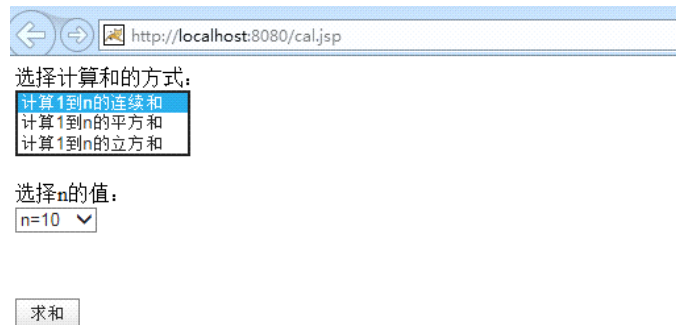 http://localhost:8080/cal.jsp
选择计算和的方式：
计算1到n的连续和
计算1到n的平方和
计算1到n的立方和
选择n的值：
n=10
求和